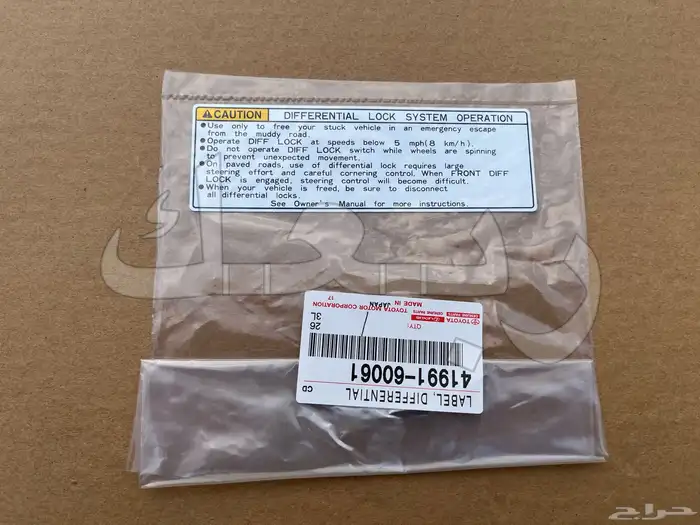 CAUTION DIFFERENTIAL LOCK SYSTEM OPERATION
●Use only to free your stuck vehicle in an emergency escape
from the muddy road.
●Operate DIFF LOCK at speeds below 5 mph(8 km/h).
●Do not operate DIFF LOCK switch while wheels are spinning
to prevent unexpected movement.
●On paved roads, use of differential lock requires large
steering effort and careful cornering control. When FRONT DIFF
LOCK is engaged, steering control will become difficult.
●When your vehicle is freed, be sure to disconnect
all differential locks.
See Owner's Manual for more instructions.
LABEL, DIFFERENTIAL
CD
41991-60061
QTY:
26
3L
TOYOTA
GENUINE PARTS
LEXUS
GENUINE PARTS
TOYOTA MOTOR CORPORATION
MADE IN JAPAN
17
حراج